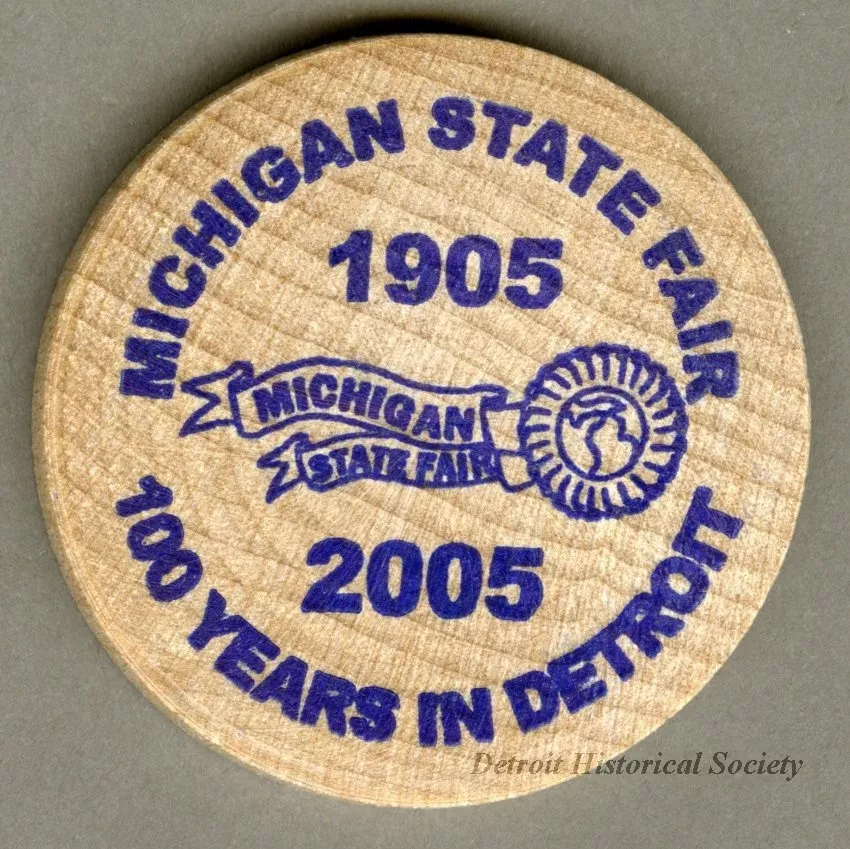 MICHIGAN STATE FAIR
1905
MICHIGAN
STATE FAIR
2005
100 YEARS IN DETROIT
Detroit Historical Society